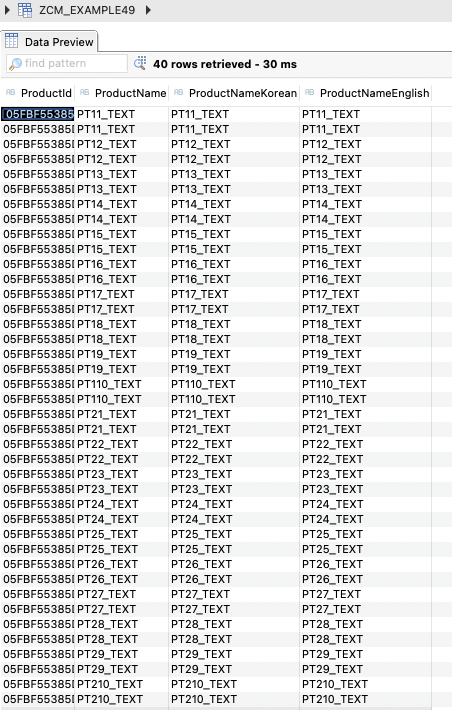 ZCM_EXAMPLE49
Data Preview
find pattern 40 rows retrieved - 30 ms
ProductId ProductName ProductNameKorean ProductNameEnglish
05FBF55385 PT11_TEXT PT11_TEXT PT11_TEXT
05FBF55385 PT11_TEXT PT11_TEXT PT11_TEXT
05FBF55385 PT12_TEXT PT12_TEXT PT12_TEXT
05FBF55385 PT12_TEXT PT12_TEXT PT12_TEXT
05FBF55385 PT13_TEXT PT13_TEXT PT13_TEXT
05FBF55385 PT13_TEXT PT13_TEXT PT13_TEXT
05FBF55385 PT14_TEXT PT14_TEXT PT14_TEXT
05FBF55385 PT14_TEXT PT14_TEXT PT14_TEXT
05FBF55385 PT15_TEXT PT15_TEXT PT15_TEXT
05FBF55385 PT15_TEXT PT15_TEXT PT15_TEXT
05FBF55385 PT16_TEXT PT16_TEXT PT16_TEXT
05FBF55385 PT16_TEXT PT16_TEXT PT16_TEXT
05FBF55385 PT17_TEXT PT17_TEXT PT17_TEXT
05FBF55385 PT17_TEXT PT17_TEXT PT17_TEXT
05FBF55385 PT18_TEXT PT18_TEXT PT18_TEXT
05FBF55385 PT18_TEXT PT18_TEXT PT18_TEXT
05FBF55385 PT19_TEXT PT19_TEXT PT19_TEXT
05FBF55385 PT19_TEXT PT19_TEXT PT19_TEXT
05FBF55385 PT110_TEXT PT110_TEXT PT110_TEXT
05FBF55385 PT110_TEXT PT110_TEXT PT110_TEXT
05FBF55385 PT21_TEXT PT21_TEXT PT21_TEXT
05FBF55385 PT21_TEXT PT21_TEXT PT21_TEXT
05FBF55385 PT22_TEXT PT22_TEXT PT22_TEXT
05FBF55385 PT22_TEXT PT22_TEXT PT22_TEXT
05FBF55385 PT23_TEXT PT23_TEXT PT23_TEXT
05FBF55385 PT23_TEXT PT23_TEXT PT23_TEXT
05FBF55385 PT24_TEXT PT24_TEXT PT24_TEXT
05FBF55385 PT24_TEXT PT24_TEXT PT24_TEXT
05FBF55385 PT25_TEXT PT25_TEXT PT25_TEXT
05FBF55385 PT25_TEXT PT25_TEXT PT25_TEXT
05FBF55385 PT26_TEXT PT26_TEXT PT26_TEXT
05FBF55385 PT26_TEXT PT26_TEXT PT26_TEXT
05FBF55385 PT27_TEXT PT27_TEXT PT27_TEXT
05FBF55385 PT27_TEXT PT27_TEXT PT27_TEXT
05FBF55385 PT28_TEXT PT28_TEXT PT28_TEXT
05FBF55385 PT28_TEXT PT28_TEXT PT28_TEXT
05FBF55385 PT29_TEXT PT29_TEXT PT29_TEXT
05FBF55385 PT29_TEXT PT29_TEXT PT29_TEXT
05FBF55385 PT210_TEXT PT210_TEXT PT210_TEXT
05FBF55385 PT210_TEXT PT210_TEXT PT210_TEXT